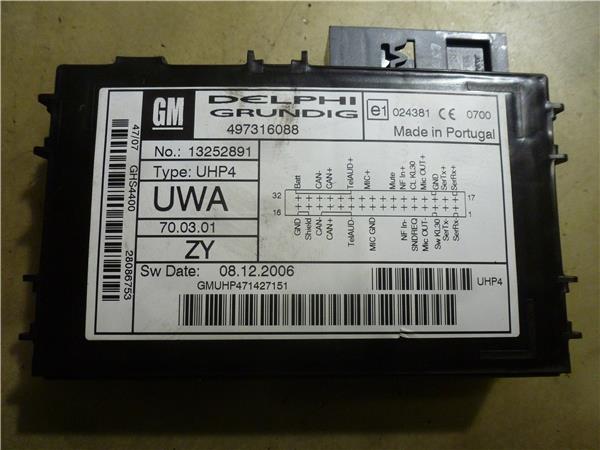 GM
DELPHI
GRUNDIG
497316088
e1 024381 CE 0700
Made in Portugal
47/07 GHS4400 28086753
No.: 13252891
Type: UHP4
UWA
70.03.01
ZY
32 Batt CAN- CAN+ TelAUD+ MIC+ Mute NF In+ CL KL30 Mic OUT+ GND SerTx+ SerRx+ 17
16 GND Shield CAN- CAN+ TelAUD- MIC GND NF In- SNDREQ Mic OUT- Sw KL30 SerTx- SerRx- 1
Sw Date: 08.12.2006
GMUHP471427151
UHP4